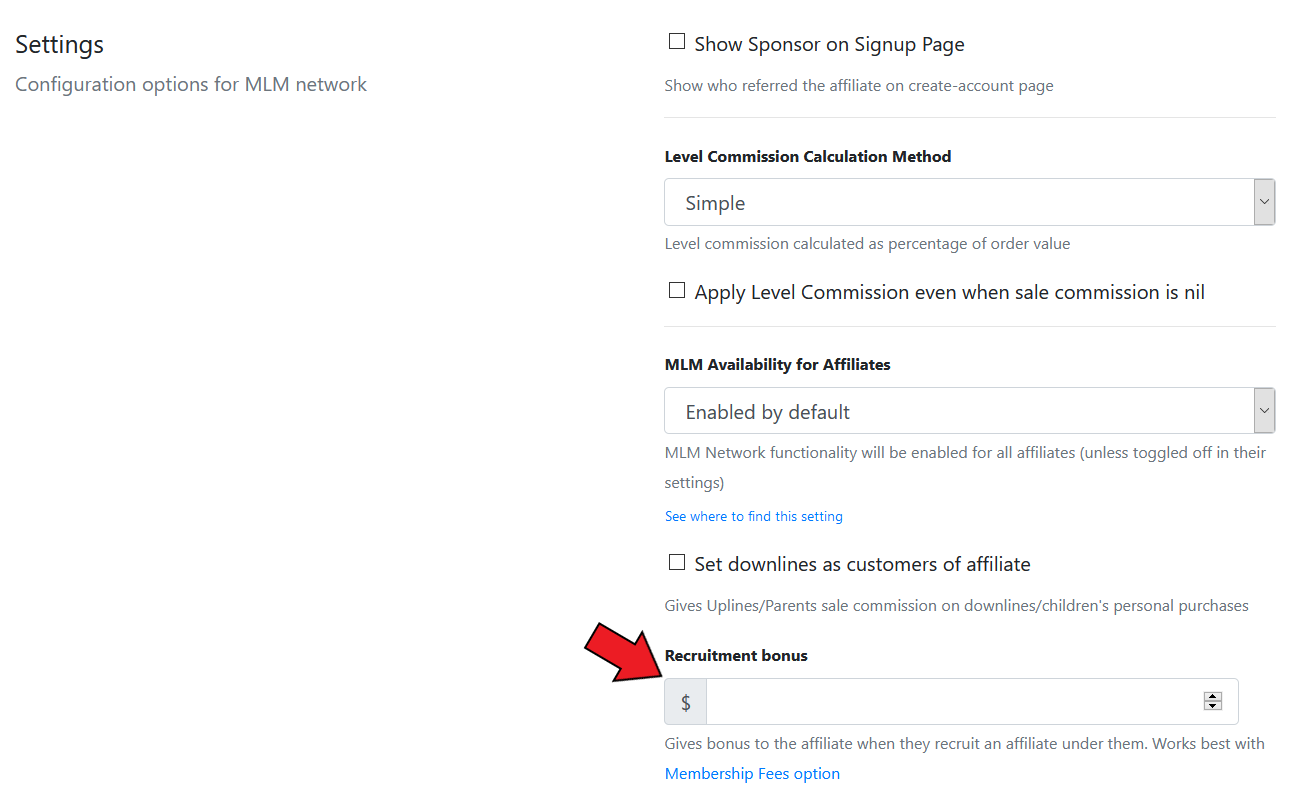 Settings
Configuration options for MLM network
Show Sponsor on Signup Page
Show who referred the affiliate on create-account page
Level Commission Calculation Method
Simple
Level commission calculated as percentage of order value
Apply Level Commission even when sale commission is nil
MLM Availability for Affiliates
Enabled by default
MLM Network functionality will be enabled for all affiliates (unless toggled off in their
settings)
See where to find this setting
Set downlines as customers of affiliate
Gives Uplines/Parents sale commission on downlines/children's personal purchases
Recruitment bonus
$
Gives bonus to the affiliate when they recruit an affiliate under them. Works best with
Membership Fees option